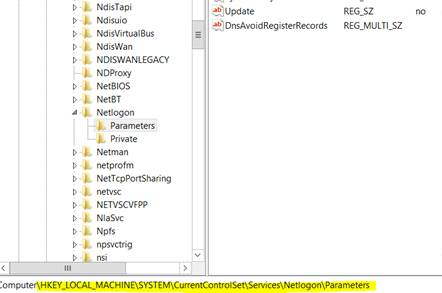 NdisTapi
Ndisuio
NdisVirtualBus
NdisWan
NDISWANLEGACY
NDProxy
NetBIOS
NetBT
Netlogon
Parameters
Private
Netman
netprofm
NetTcpPortSharing
netvsc
NETVSCVFPP
NlaSvc
Npfs
npsvctrig
nsi
Update REG_SZ no
DnsAvoidRegisterRecords REG_MULTI_SZ
Computer\HKEY_LOCAL_MACHINE\SYSTEM\CurrentControlSet\Services\Netlogon\Parameters